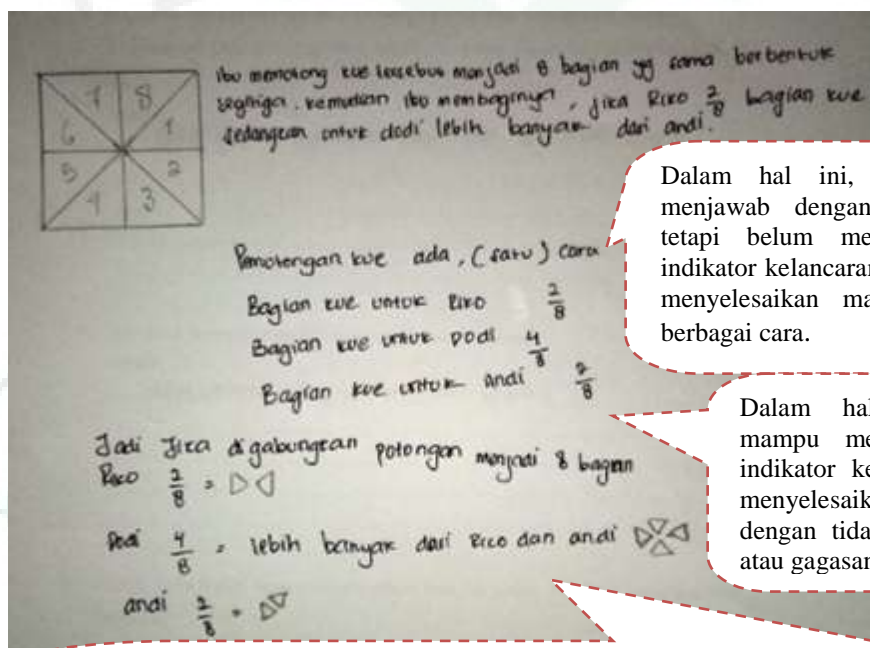 Ibu memotong kue tersebut menjadi 8 bagian yg sama berbentuk
segitiga. kemudian ibu membaginya, jika Riko 2/8 bagian kue
sedangkan untuk dodi lebih banyak dari andi.
7 8
6 1
5 2
4 3
Pemotongan kue ada, (satu) cara
Bagian kue untuk Riko 2/8
Bagian kue untuk Dodi 4/8
Bagian kue untuk andi 2/8
Jadi Jika digabungkan potongan menjadi 8 bagian
Riko 2/8 =
Dodi 4/8 = lebih banyak dari Rico dan andi
andi 2/8 =
Dalam hal ini,
menjawab dengan
tetapi belum me
indikator kelancaran
menyelesaikan ma
berbagai cara.
Dalam hal
mampu me
indikator ke
menyelesaik
dengan tida
atau gagasan